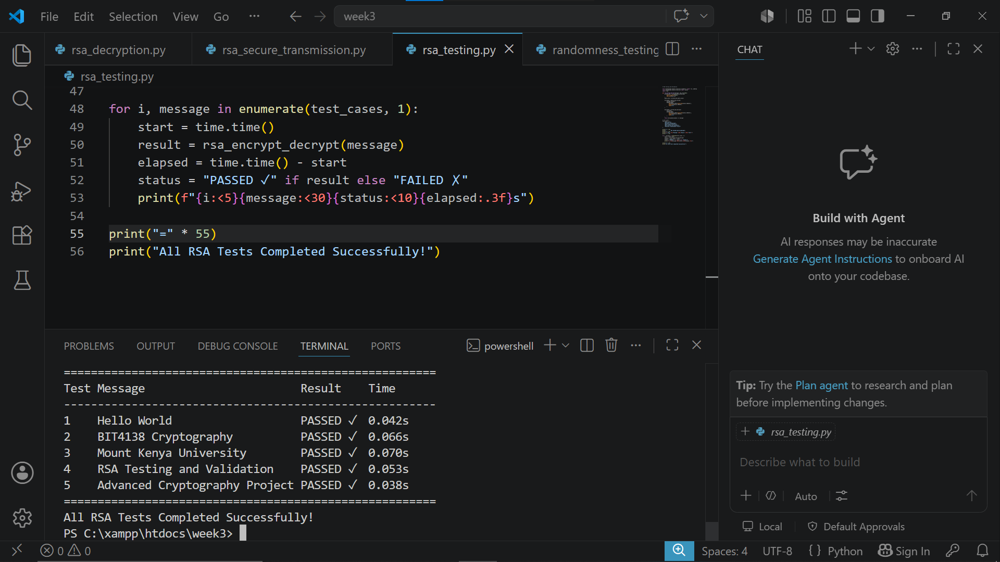 File Edit Selection View Go ··· week3
rsa_decryption.py rsa_secure_transmission.py rsa_testing.py randomness_testing
rsa_testing.py
47
48 for i, message in enumerate(test_cases, 1):
49 start = time.time()
50 result = rsa_encrypt_decrypt(message)
51 elapsed = time.time() - start
52 status = "PASSED ✓" if result else "FAILED ✗"
53 print(f"{i:<5}{message:<30}{status:<10}{elapsed:.3f}s")
54
55 print("=" * 55)
56 print("All RSA Tests Completed Successfully!")
PROBLEMS OUTPUT DEBUG CONSOLE TERMINAL PORTS powershell
=======================================================
Test Message Result Time
-------------------------------------------------------
1 Hello World PASSED ✓ 0.042s
2 BIT4138 Cryptography PASSED ✓ 0.066s
3 Mount Kenya University PASSED ✓ 0.070s
4 RSA Testing and Validation PASSED ✓ 0.053s
5 Advanced Cryptography Project PASSED ✓ 0.038s
=======================================================
All RSA Tests Completed Successfully!
PS C:\xampp\htdocs\week3>
CHAT
Build with Agent
AI responses may be inaccurate
Generate Agent Instructions to onboard AI
onto your codebase.
Tip: Try the Plan agent to research and plan
before implementing changes.
rsa_testing.py
Describe what to build
Auto
Local Default Approvals
0 0 Spaces: 4 UTF-8 {} Python Sign In